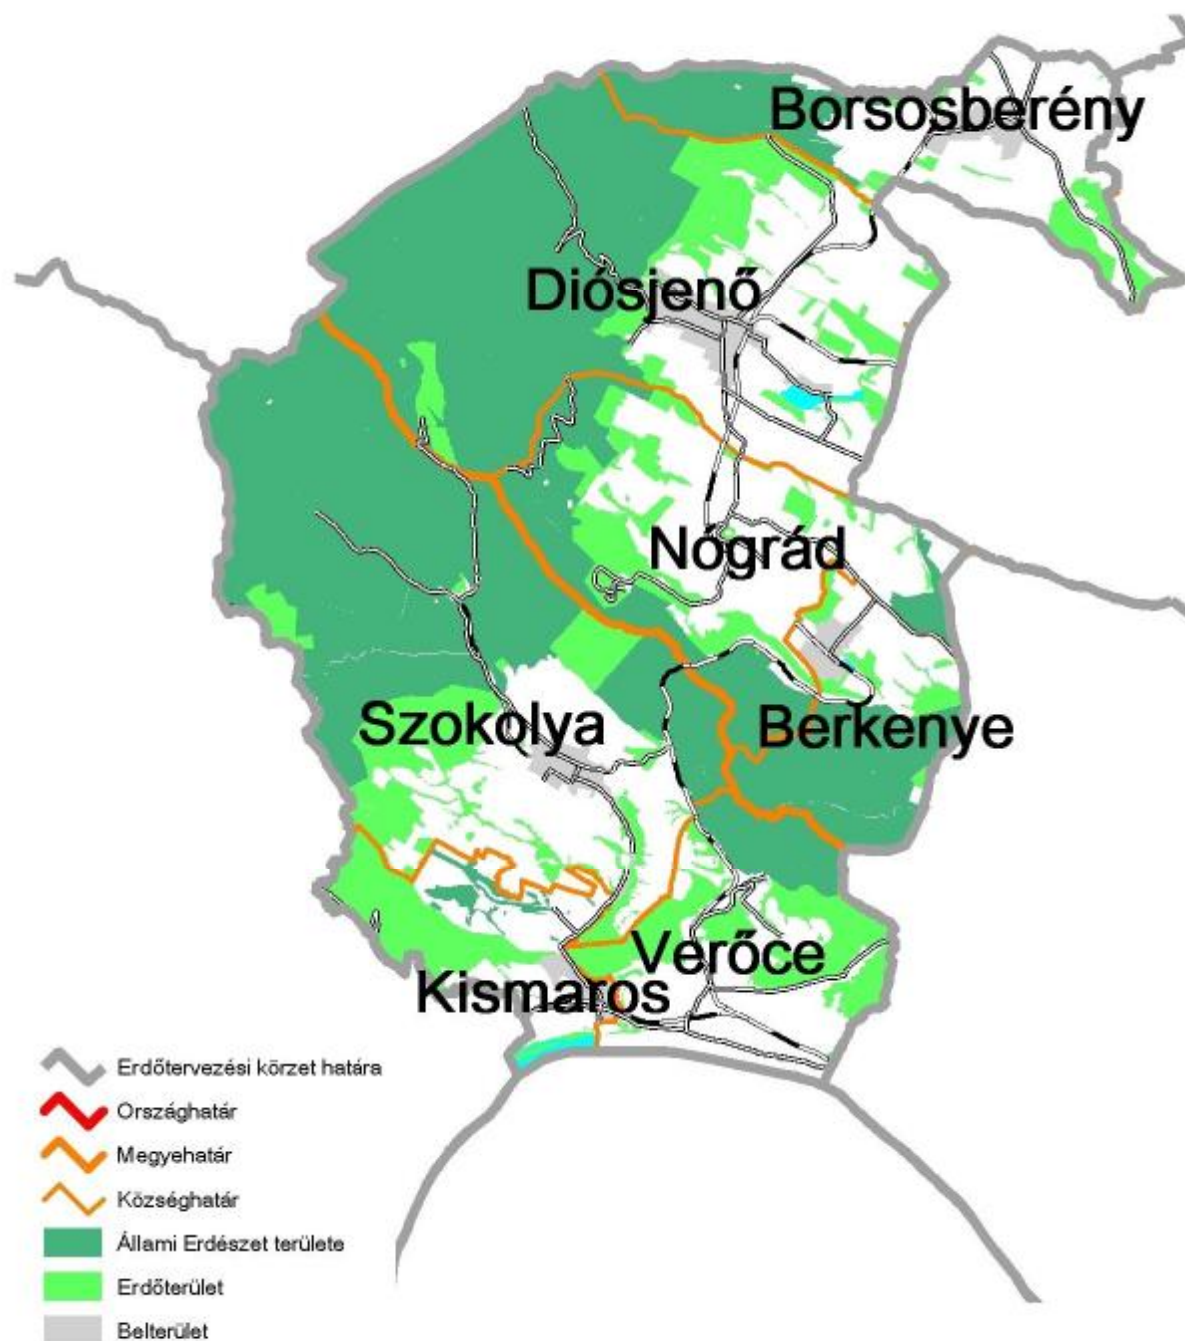 Borsosberény
Diósjenő
Nógrád
Szokolya
Berkenye
Verőce
Kismaros
Erdőtervezési körzet határa
Országhatár
Megyehatár
Községhatár
Állami Erdészet területe
Erdőterület
Belterület